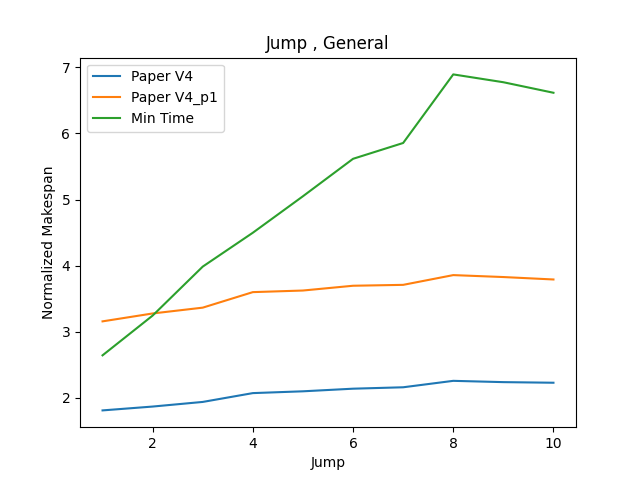 Jump , General
Paper V4
Paper V4_p1
Min Time
Normalized Makespan
7
6
5
4
3
2
2 4 6 8 10
Jump